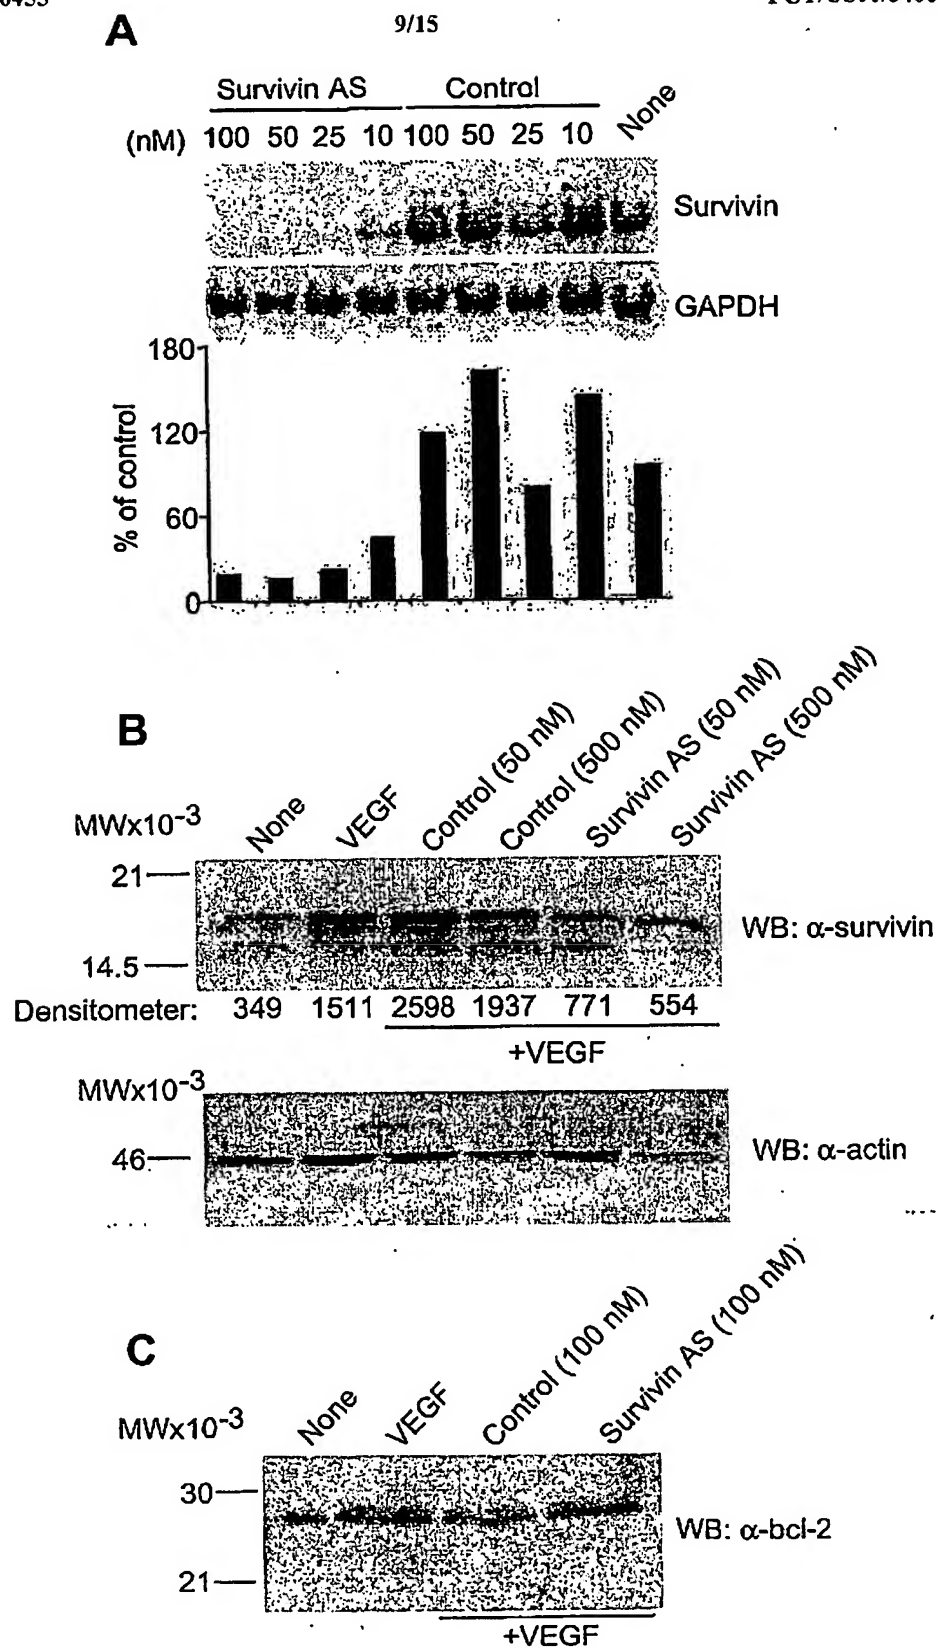 9/15
A
Survivin AS Control None
(nM) 100 50 25 10 100 50 25 10
Survivin
GAPDH
180
120
60
0
% of control
B
MWx10-3 None VEGF Control (50 nM) Control (500 nM) Survivin AS (50 nM) Survivin AS (500 nM)
21
WB: α-survivin
14.5
Densitometer: 349 1511 2598 1937 771 554
+VEGF
MWx10-3
46
WB: α-actin
C
MWx10-3 None VEGF Control (100 nM) Survivin AS (100 nM)
30
WB: α-bcl-2
21
+VEGF